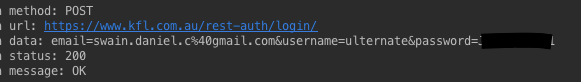 method: POST
url: https://www.kfl.com.au/rest-auth/login/
data: email=swain.daniel.c%40gmail.com&username=ulternate&password=
status: 200
message: OK